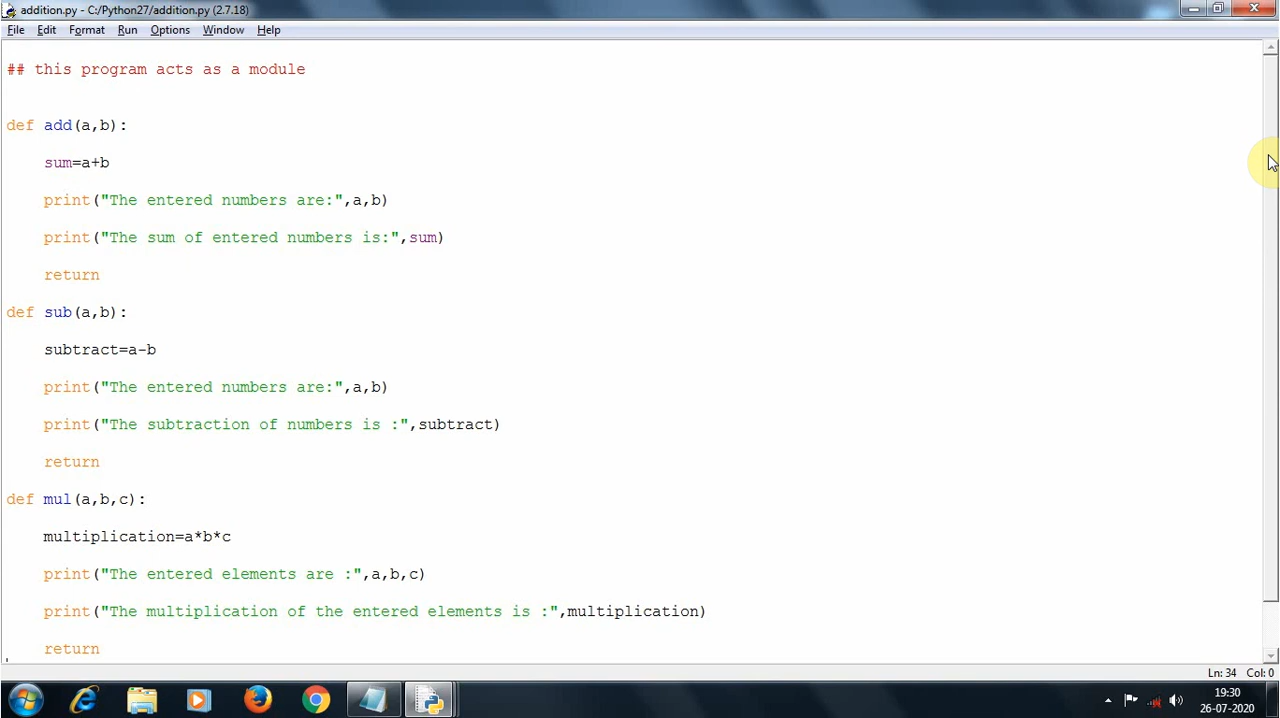 addition.py - C:/Python27/addition.py (2.7.18)
File Edit Format Run Options Window Help
## this program acts as a module
def add(a,b):
sum=a+b
print("The entered numbers are:",a,b)
print("The sum of entered numbers is:",sum)
return
def sub(a,b):
subtract=a-b
print("The entered numbers are:",a,b)
print("The subtraction of numbers is :",subtract)
return
def mul(a,b,c):
multiplication=a*b*c
print("The entered elements are :",a,b,c)
print("The multiplication of the entered elements is :",multiplication)
return
Ln: 34 Col: 0
19:30
26-07-2020